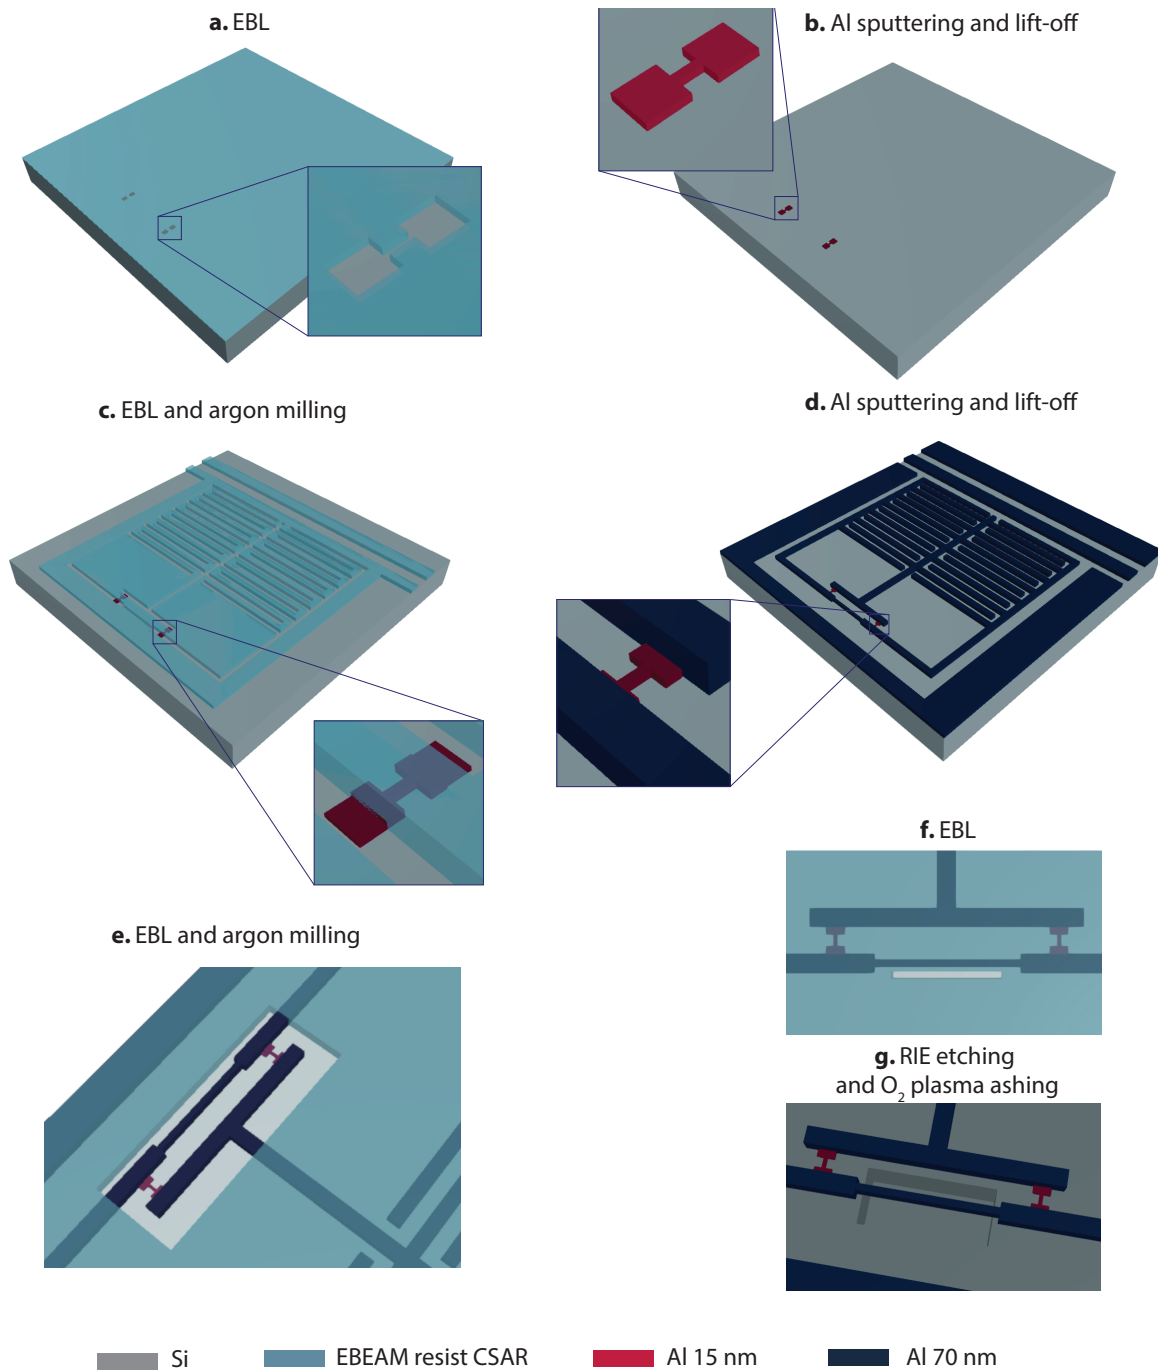 a. EBL
b. Al sputtering and lift-off
c. EBL and argon milling
d. Al sputtering and lift-off
f. EBL
e. EBL and argon milling
g. RIE etching
and O₂ plasma ashing
Si
EBEAM resist CSAR
Al 15 nm
Al 70 nm